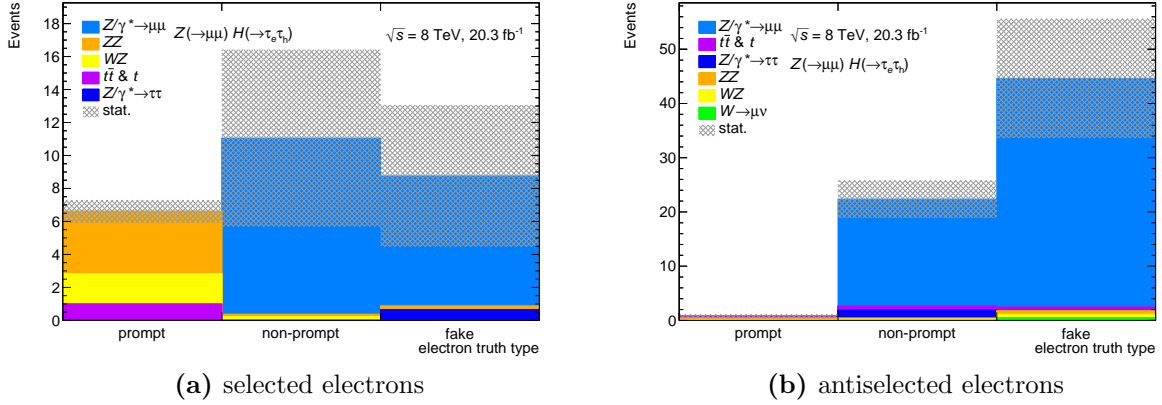 Events
18
16
14
12
10
8
6
4
2
0
Z/γ*→μμ
ZZ
WZ
tt̄ & t
Z/γ*→ττ
stat.
Z(→μμ) H(→τₑτₕ)
√s = 8 TeV, 20.3 fb⁻¹
prompt non-prompt fake
electron truth type
(a) selected electrons
Events
50
40
30
20
10
0
Z/γ*→μμ
tt̄ & t
Z/γ*→ττ
ZZ
WZ
W→μν
stat.
√s = 8 TeV, 20.3 fb⁻¹
Z(→μμ) H(→τₑτₕ)
prompt non-prompt fake
electron truth type
(b) antiselected electrons